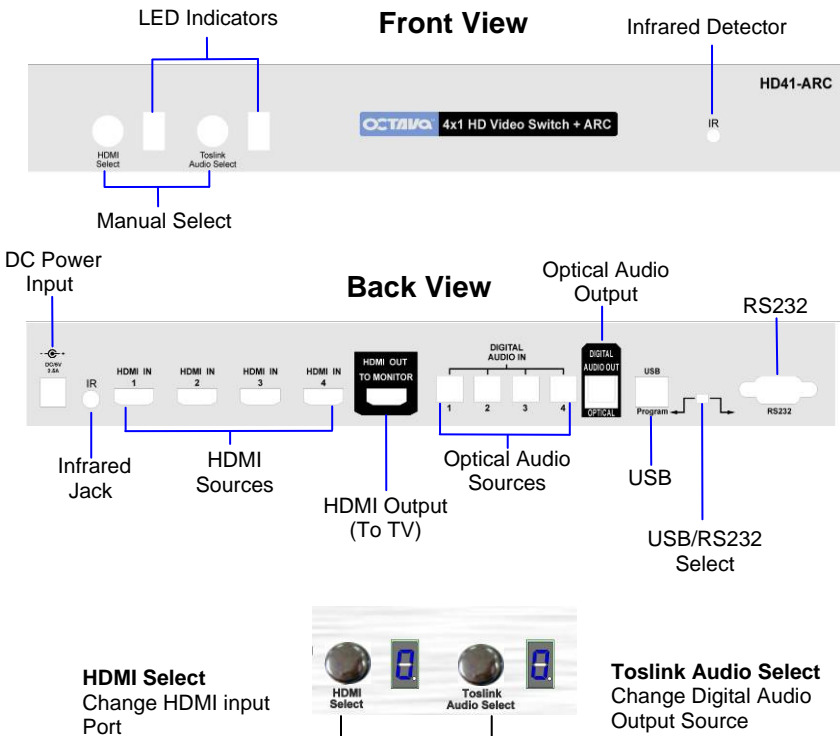 LED Indicators
Front View
Infrared Detector
HD41-ARC
OCTAVA 4x1 HD Video Switch + ARC
IR
HDMI
Select
Toslink
Audio Select
Manual Select
DC Power
Input
Back View
Optical Audio
Output
RS232
DC/5V
IR
HDMI IN
1
HDMI IN
2
HDMI IN
3
HDMI IN
4
HDMI OUT
TO MONITOR
DIGITAL
AUDIO IN
1
2
3
4
DIGITAL
AUDIO OUT
OPTICAL
USB
Program
RS232
Infrared
Jack
HDMI
Sources
HDMI Output
(To TV)
Optical Audio
Sources
USB
USB/RS232
Select
HDMI Select
Change HDMI input
Port
HDMI
Select
Toslink
Audio Select
Toslink Audio Select
Change Digital Audio
Output Source